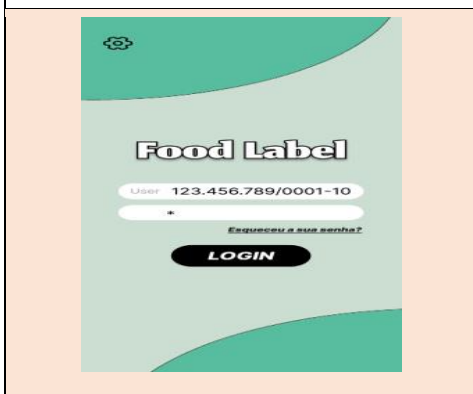 Food Label
User 123.456.789/0001-10
*
Esqueceu a sua senha?
LOGIN